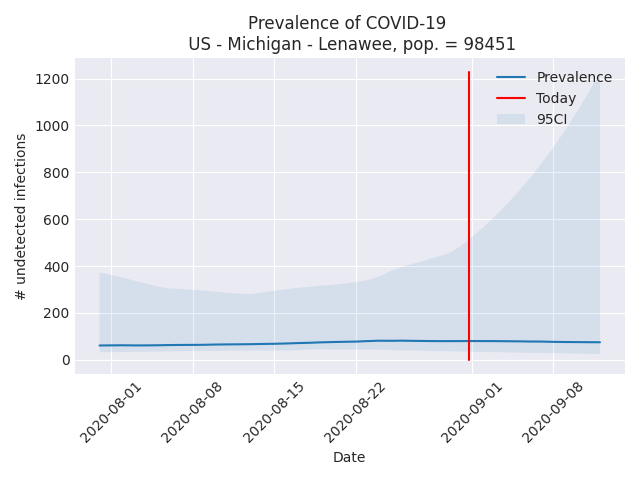 Prevalence of COVID-19
US - Michigan - Lenawee, pop. = 98451
Prevalence
Today
95CI
# undetected infections
1200
1000
800
600
400
200
0
2020-08-01
2020-08-08
2020-08-15
2020-08-22
2020-09-01
2020-09-08
Date